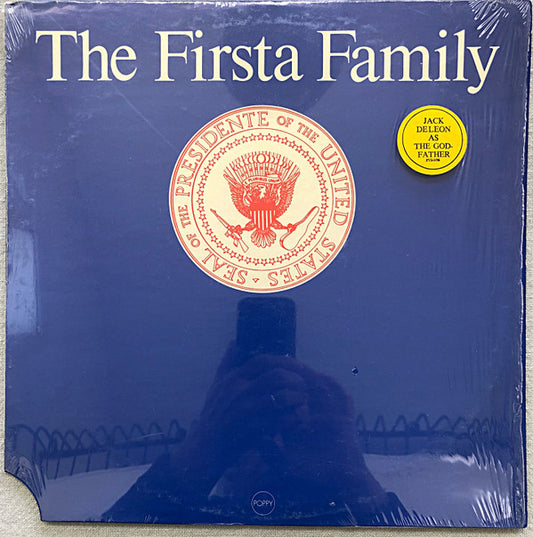 The Firsta Family
JACK
DELEON
AS
THE GOD-
FATHER
SEAL OF THE PRESIDENTE OF THE UNITED STATES
POPPY